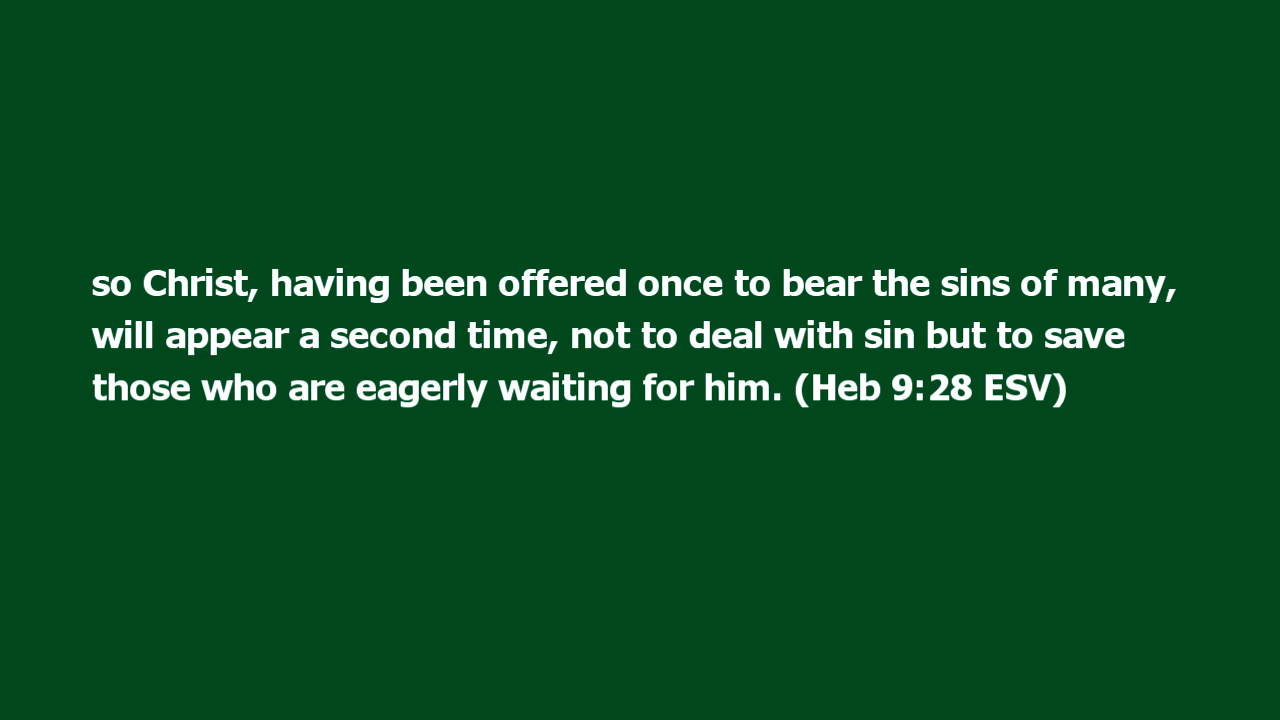 so Christ, having been offered once to bear the sins of many,
will appear a second time, not to deal with sin but to save
those who are eagerly waiting for him. (Heb 9:28 ESV)